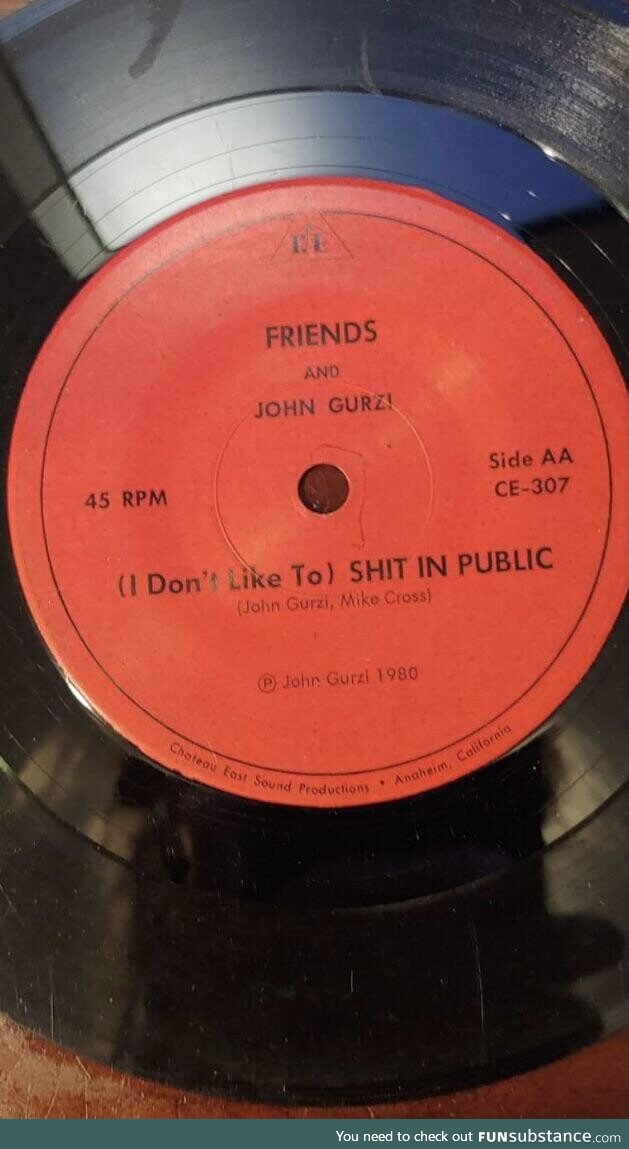 FRIENDS
AND
JOHN GURZI
45 RPM
Side AA
CE-307
(I Don't Like To) SHIT IN PUBLIC
(John Gurzi, Mike Cross)
℗ John Gurzi 1980
Chateau East Sound Productions • Anaheim, California
You need to check out FUNsubstance.com